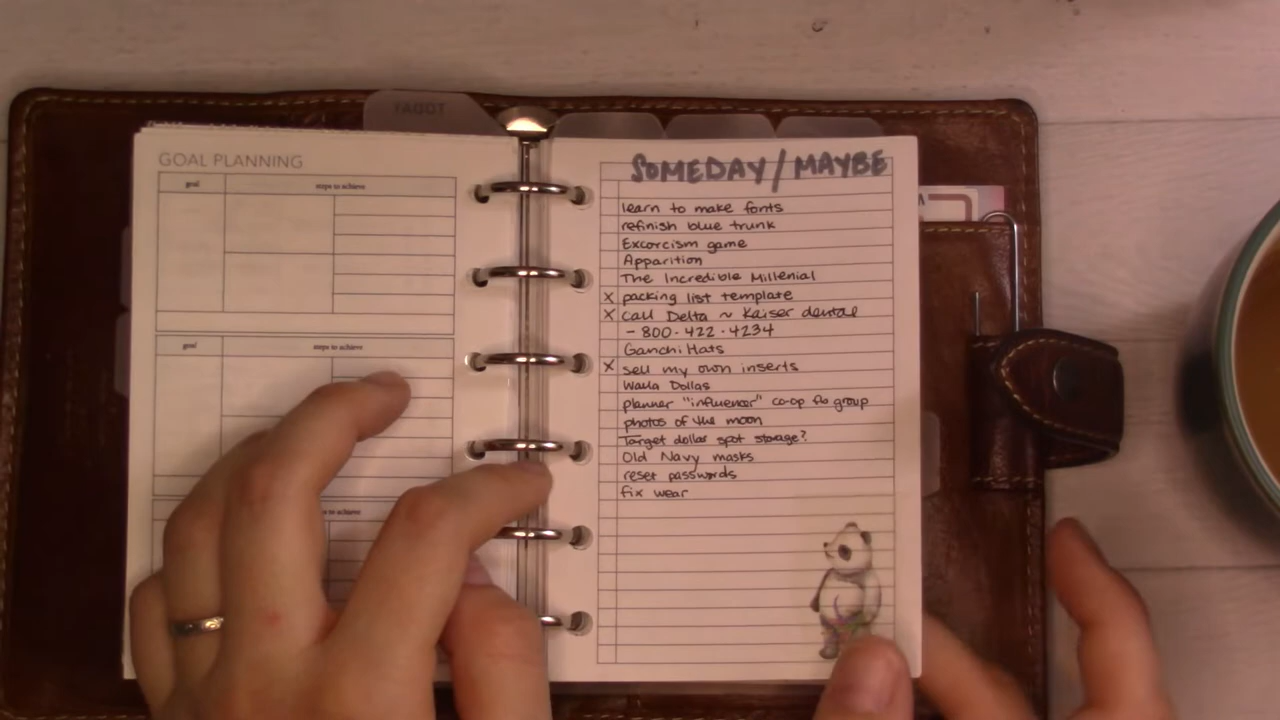 TODAY
GOAL PLANNING
goal steps to achieve
goal steps to achieve
to achieve
SOMEDAY/MAYBE
learn to make fonts
refinish blue trunk
Excorcism game
Apparition
The Incredible Millenial
X packing list template
X call Delta ~ Kaiser dental
- 800-422-4234
Ganchi Hats
X sell my own inserts
Dollas
planner "influencer" co-op group
photos of the moon
Target dollar spot storage?
Old Navy masks
reset passwords
fix wear